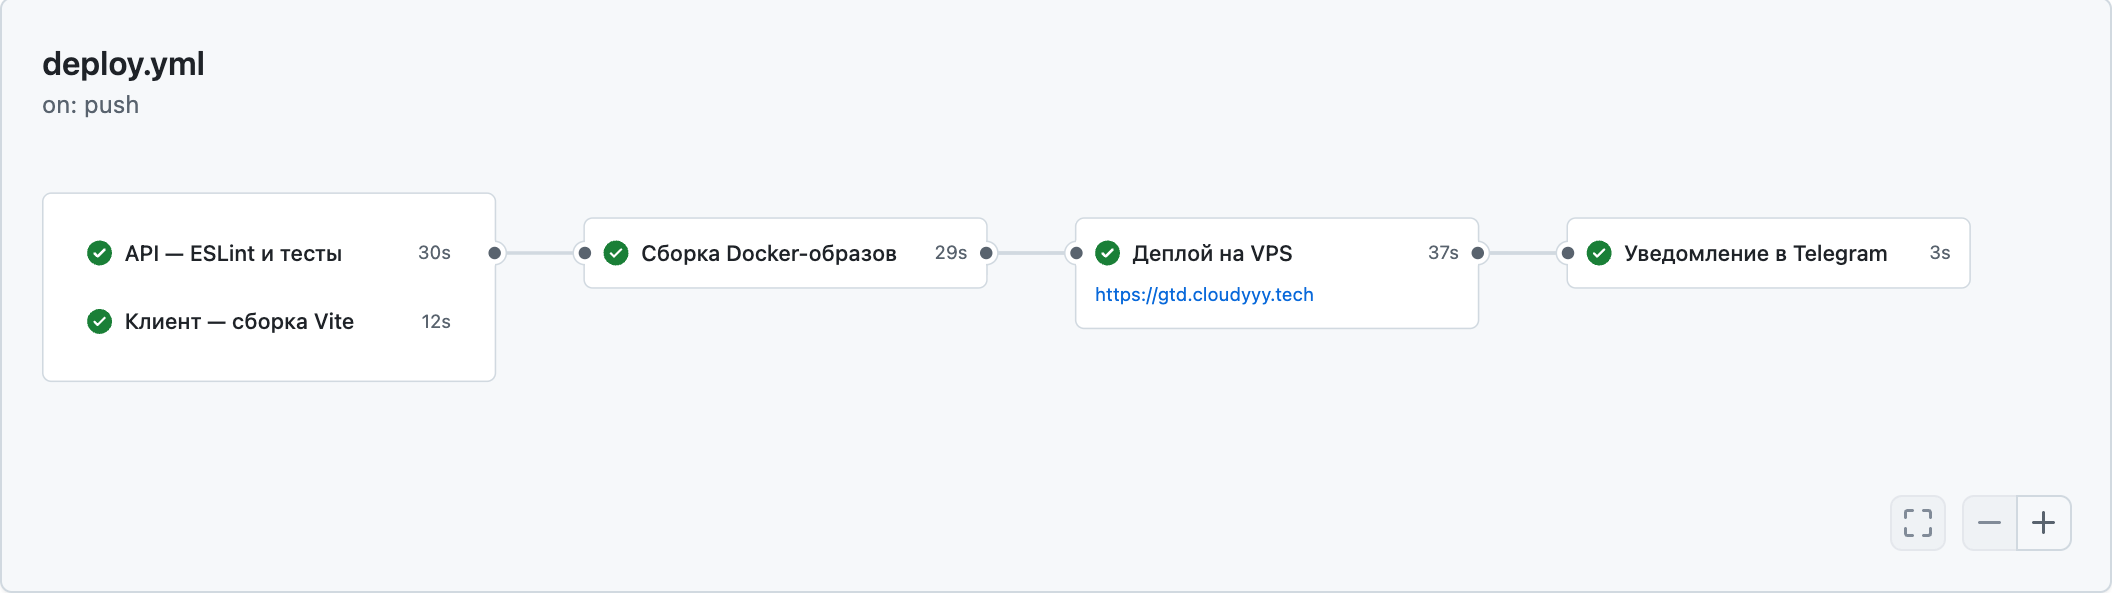 deploy.yml
on: push
API — ESLint и тесты 30s
Клиент — сборка Vite 12s
Сборка Docker-образов 29s
Деплой на VPS 37s
https://gtd.cloudyyy.tech
Уведомление в Telegram 3s